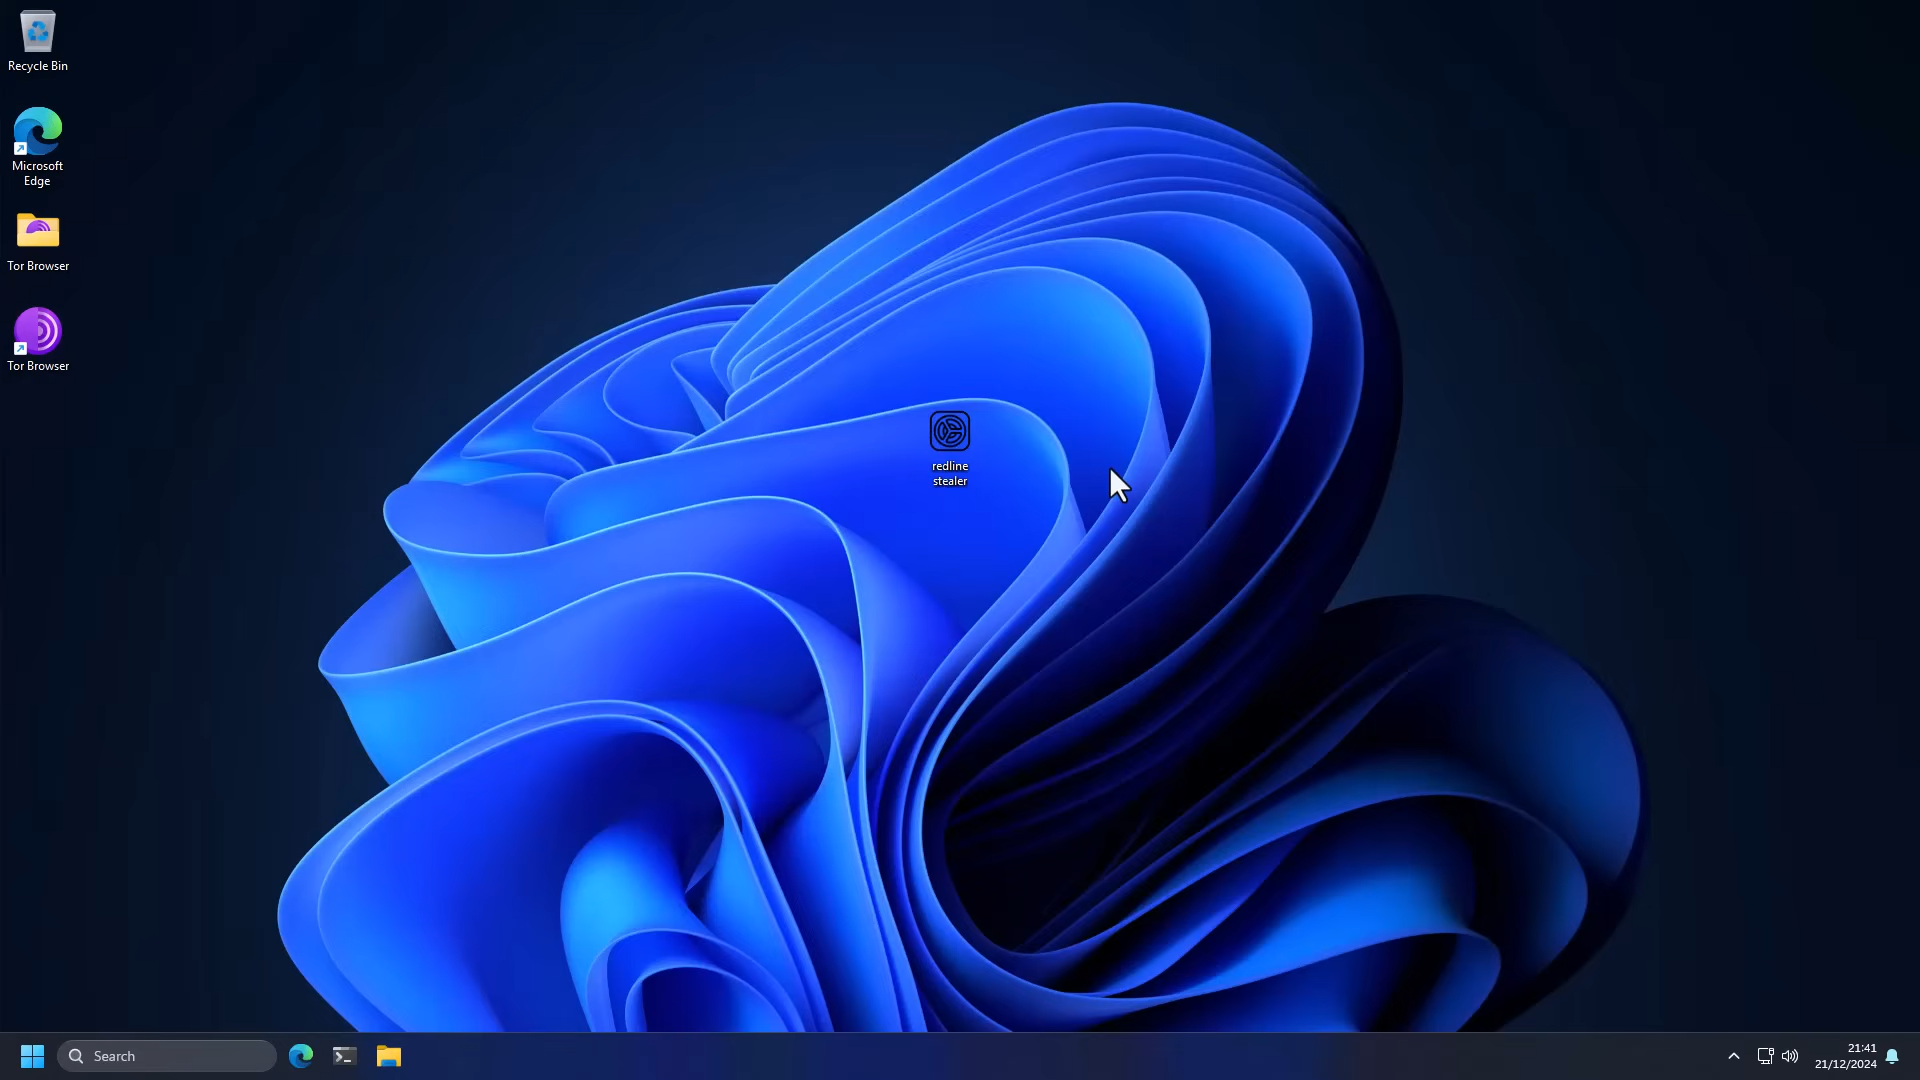 Recycle Bin
Microsoft
Edge
Tor Browser
Tor Browser
redline
stealer
Search
21:41
21/12/2024